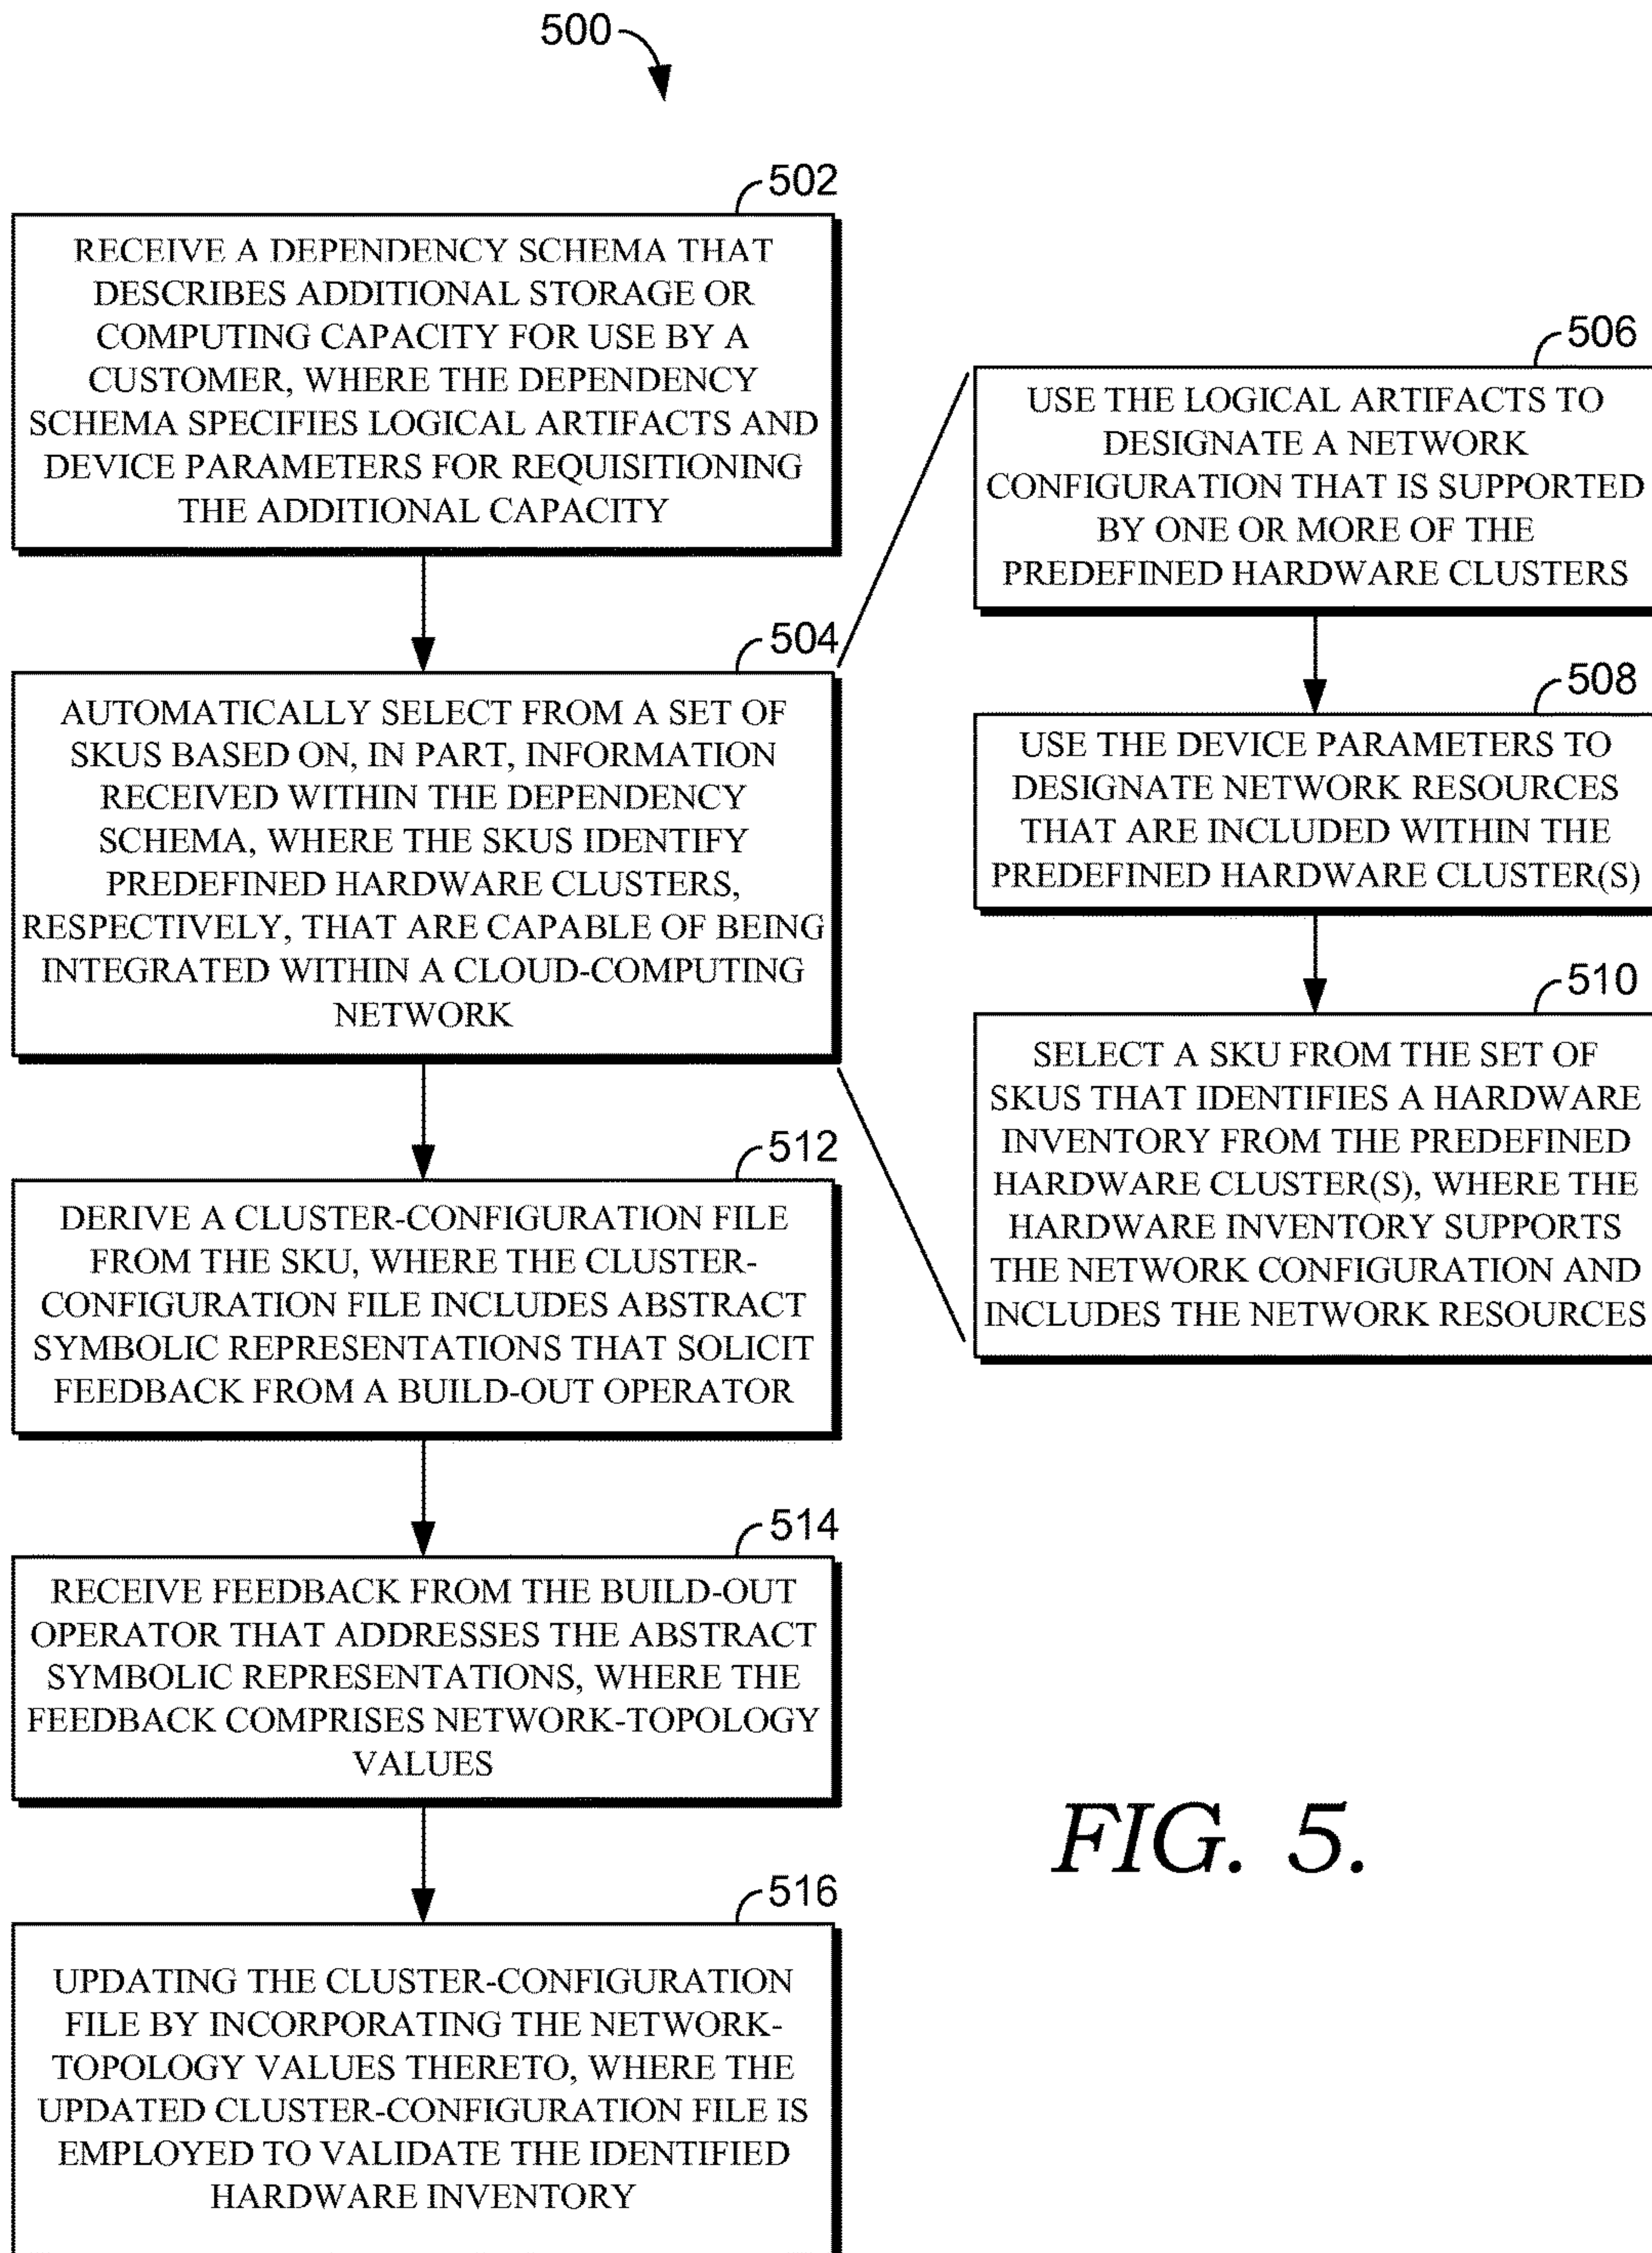 500
502
RECEIVE A DEPENDENCY SCHEMA THAT
DESCRIBES ADDITIONAL STORAGE OR
COMPUTING CAPACITY FOR USE BY A
CUSTOMER, WHERE THE DEPENDENCY
SCHEMA SPECIFIES LOGICAL ARTIFACTS AND
DEVICE PARAMETERS FOR REQUISITIONING
THE ADDITIONAL CAPACITY
504
AUTOMATICALLY SELECT FROM A SET OF
SKUS BASED ON, IN PART, INFORMATION
RECEIVED WITHIN THE DEPENDENCY
SCHEMA, WHERE THE SKUS IDENTIFY
PREDEFINED HARDWARE CLUSTERS,
RESPECTIVELY, THAT ARE CAPABLE OF BEING
INTEGRATED WITHIN A CLOUD-COMPUTING
NETWORK
506
USE THE LOGICAL ARTIFACTS TO
DESIGNATE A NETWORK
CONFIGURATION THAT IS SUPPORTED
BY ONE OR MORE OF THE
PREDEFINED HARDWARE CLUSTERS
508
USE THE DEVICE PARAMETERS TO
DESIGNATE NETWORK RESOURCES
THAT ARE INCLUDED WITHIN THE
PREDEFINED HARDWARE CLUSTER(S)
510
SELECT A SKU FROM THE SET OF
SKUS THAT IDENTIFIES A HARDWARE
INVENTORY FROM THE PREDEFINED
HARDWARE CLUSTER(S), WHERE THE
HARDWARE INVENTORY SUPPORTS
THE NETWORK CONFIGURATION AND
INCLUDES THE NETWORK RESOURCES
512
DERIVE A CLUSTER-CONFIGURATION FILE
FROM THE SKU, WHERE THE CLUSTER-
CONFIGURATION FILE INCLUDES ABSTRACT
SYMBOLIC REPRESENTATIONS THAT SOLICIT
FEEDBACK FROM A BUILD-OUT OPERATOR
514
RECEIVE FEEDBACK FROM THE BUILD-OUT
OPERATOR THAT ADDRESSES THE ABSTRACT
SYMBOLIC REPRESENTATIONS, WHERE THE
FEEDBACK COMPRISES NETWORK-TOPOLOGY
VALUES
516
UPDATING THE CLUSTER-CONFIGURATION
FILE BY INCORPORATING THE NETWORK-
TOPOLOGY VALUES THERETO, WHERE THE
UPDATED CLUSTER-CONFIGURATION FILE IS
EMPLOYED TO VALIDATE THE IDENTIFIED
HARDWARE INVENTORY
FIG. 5.